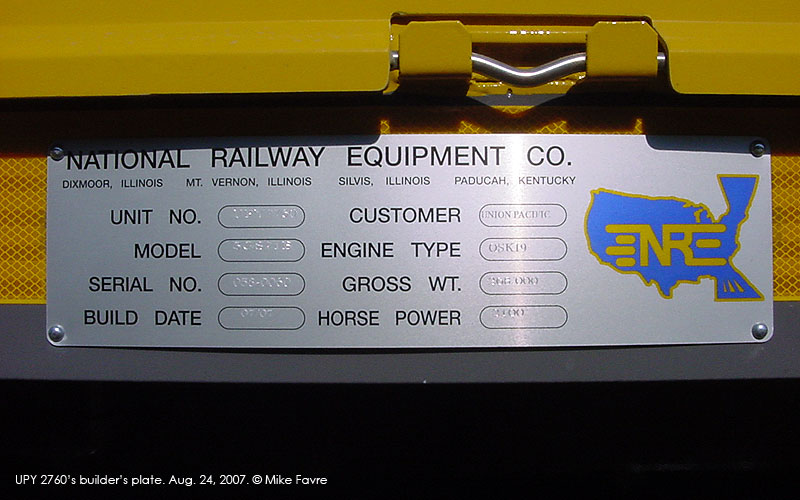 NATIONAL RAILWAY EQUIPMENT CO.
DIXMOOR, ILLINOIS MT. VERNON, ILLINOIS SILVIS, ILLINOIS PADUCAH, KENTUCKY
UNIT NO. CUSTOMER UNION PACIFIC
MODEL ENGINE TYPE QSK19
SERIAL NO. GROSS WT.
BUILD DATE 07/07 HORSE POWER
NRE
UPY 2760's builder's plate. Aug. 24, 2007. © Mike Favre